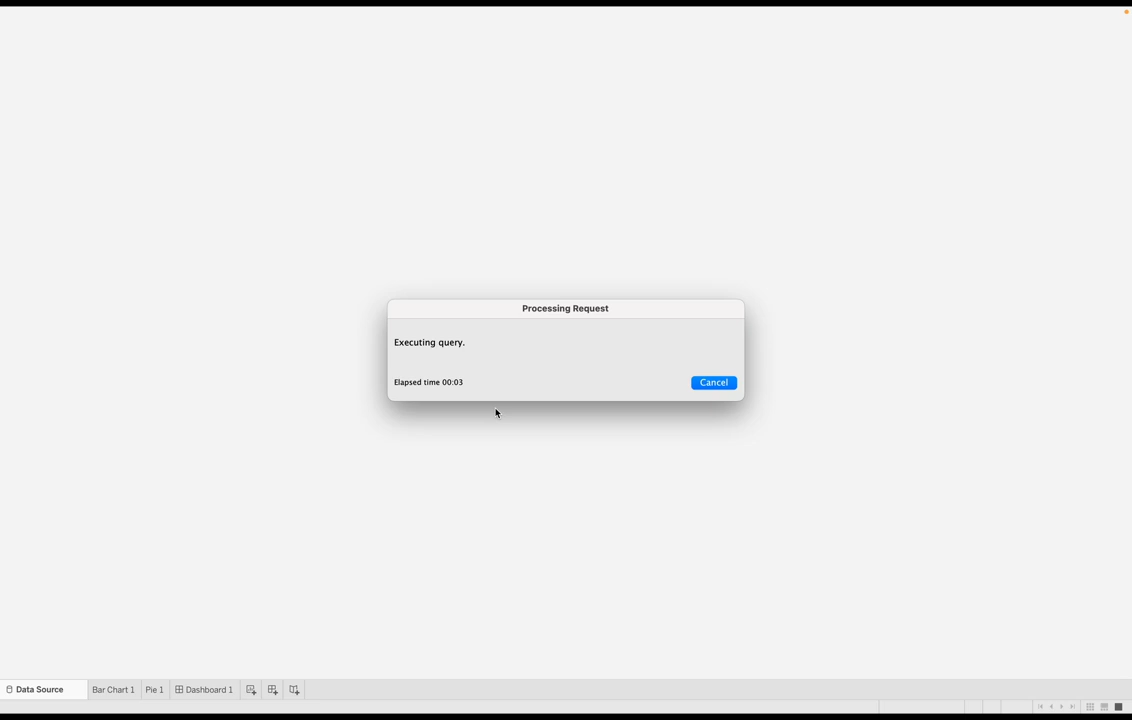 Processing Request
Executing query.
Elapsed time 00:03
Cancel
Data Source
Bar Chart 1
Pie 1
Dashboard 1